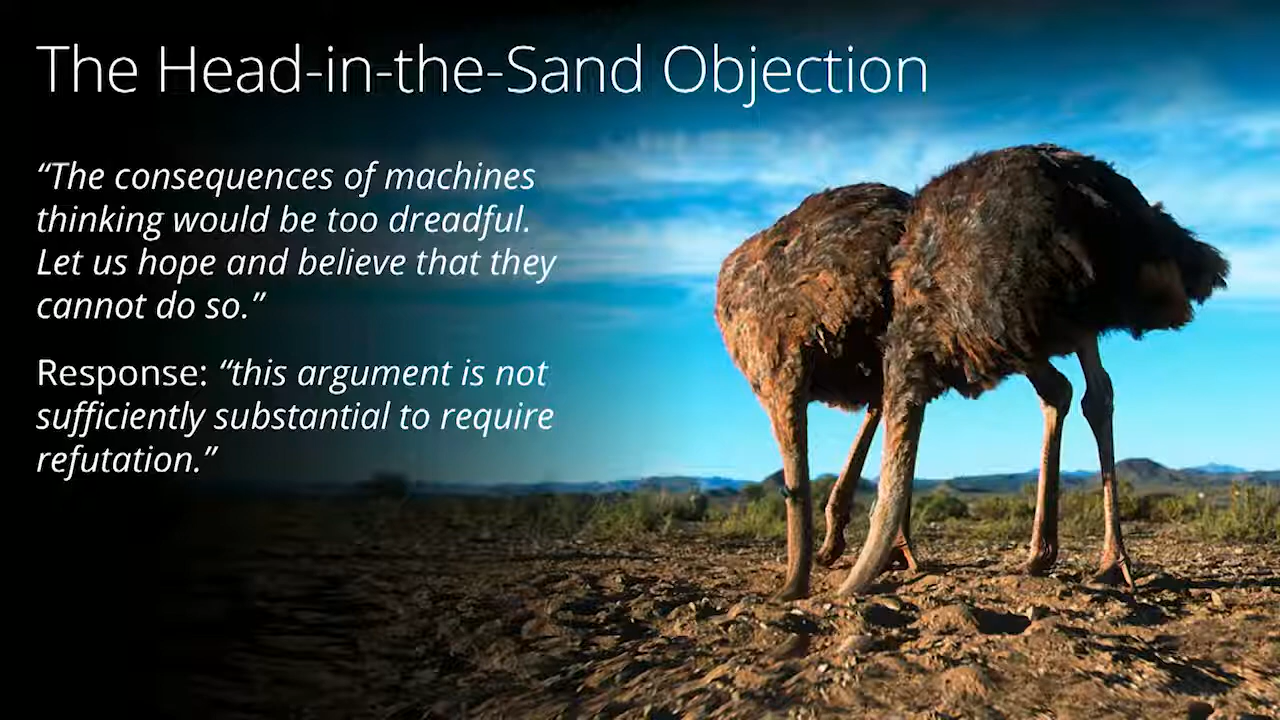 The Head-in-the-Sand Objection
“The consequences of machines
thinking would be too dreadful.
Let us hope and believe that they
cannot do so.”
Response: “this argument is not
sufficiently substantial to require
refutation.”